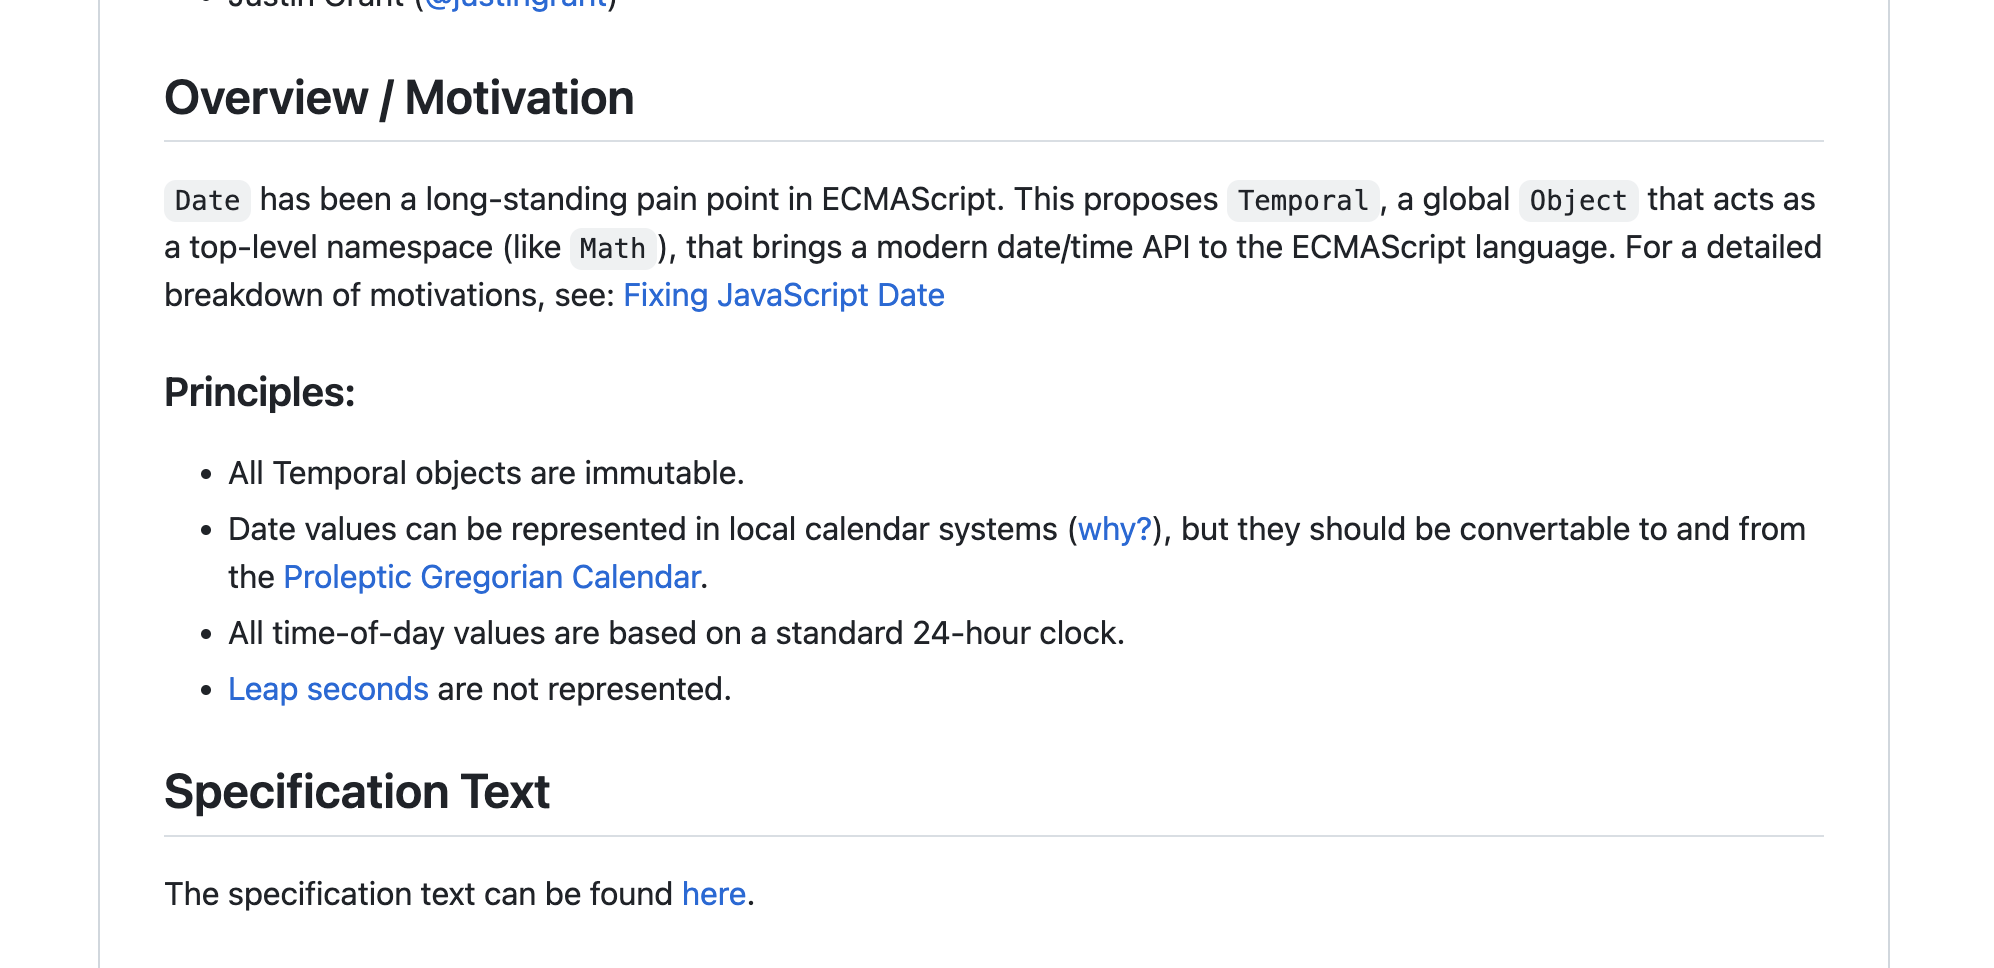 • Justin Grant (@justingrant)
Overview / Motivation
Date has been a long-standing pain point in ECMAScript. This proposes Temporal, a global Object that acts as
a top-level namespace (like Math), that brings a modern date/time API to the ECMAScript language. For a detailed
breakdown of motivations, see: Fixing JavaScript Date
Principles:
• All Temporal objects are immutable.
• Date values can be represented in local calendar systems (why?), but they should be convertable to and from
the Proleptic Gregorian Calendar.
• All time-of-day values are based on a standard 24-hour clock.
• Leap seconds are not represented.
Specification Text
The specification text can be found here.